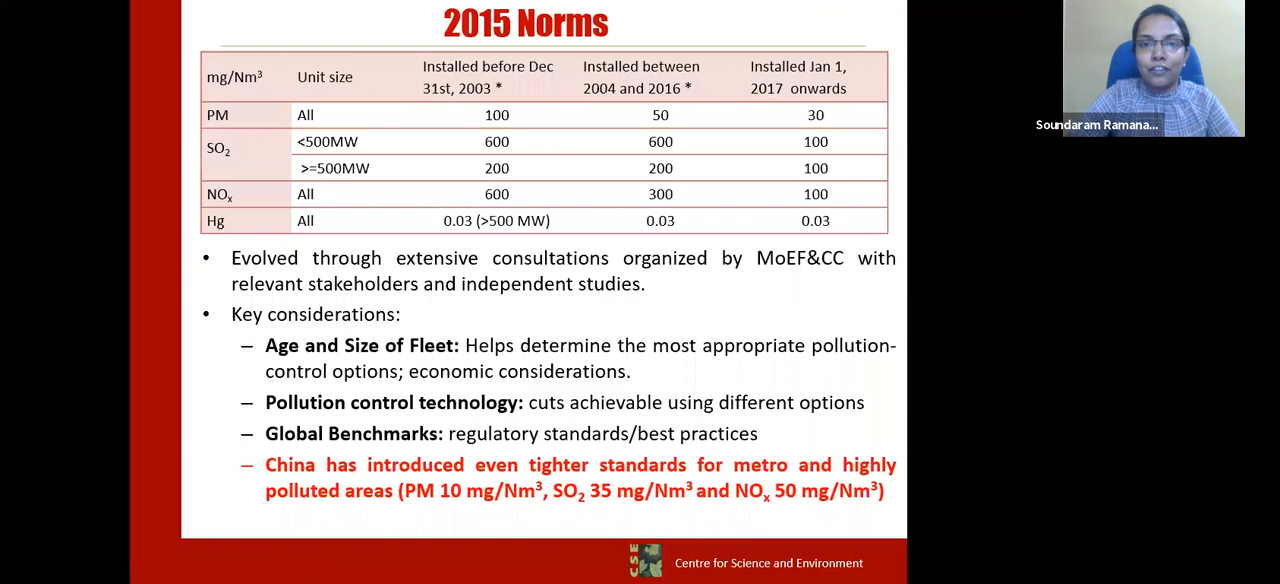 2015 Norms
mg/Nm³ Unit size Installed before Dec 31st, 2003 * Installed between 2004 and 2016 * Installed Jan 1, 2017 onwards
PM All 100 50 30
SO₂ <500MW 600 600 100
>=500MW 200 200 100
NOₓ All 600 300 100
Hg All 0.03 (>500 MW) 0.03 0.03
• Evolved through extensive consultations organized by MoEF&CC with
relevant stakeholders and independent studies.
• Key considerations:
– Age and Size of Fleet: Helps determine the most appropriate pollution-
control options; economic considerations.
– Pollution control technology: cuts achievable using different options
– Global Benchmarks: regulatory standards/best practices
– China has introduced even tighter standards for metro and highly
polluted areas (PM 10 mg/Nm³, SO₂ 35 mg/Nm³ and NOₓ 50 mg/Nm³)
CSE
Centre for Science and Environment
Soundaram Ramana...